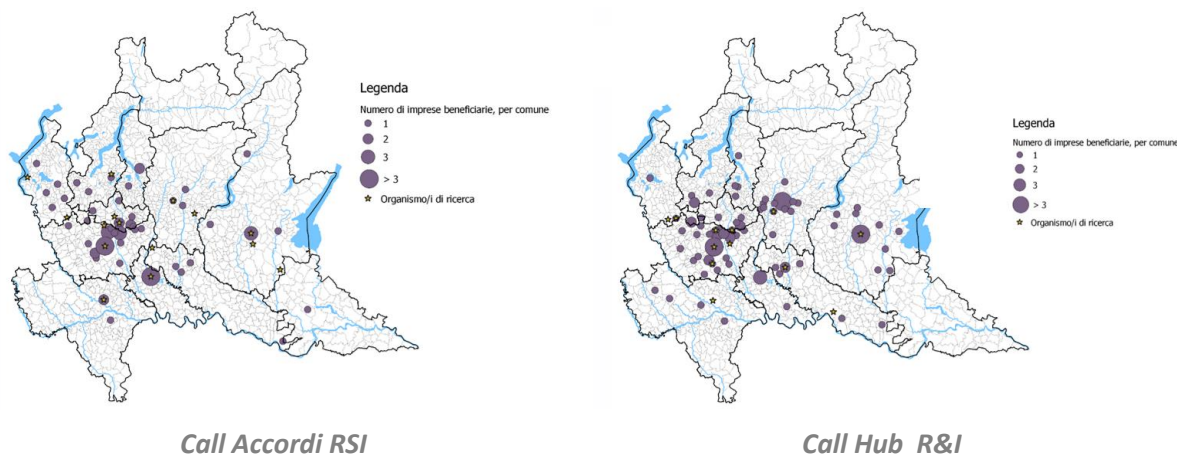 Legenda
Numero di imprese beneficiarie, per comune
1
2
3
> 3
Organismo/i di ricerca
Legenda
Numero di imprese beneficiarie, per comune
1
2
3
> 3
Organismo/i di ricerca
Call Accordi RSI
Call Hub R&I